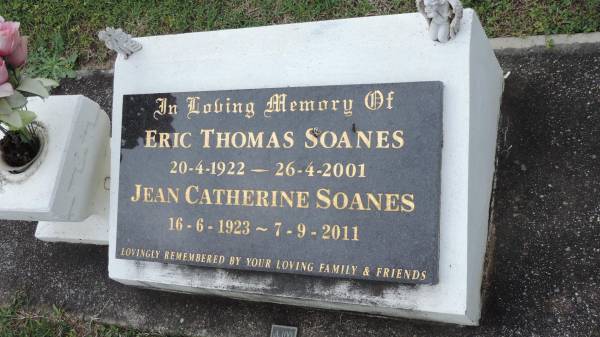 In Loving Memory Of
ERIC THOMAS SOANES
20-4-1922 — 26-4-2001
JEAN CATHERINE SOANES
16-6-1923 ~ 7-9-2011
LOVINGLY REMEMBERED BY YOUR LOVING FAMILY & FRIENDS